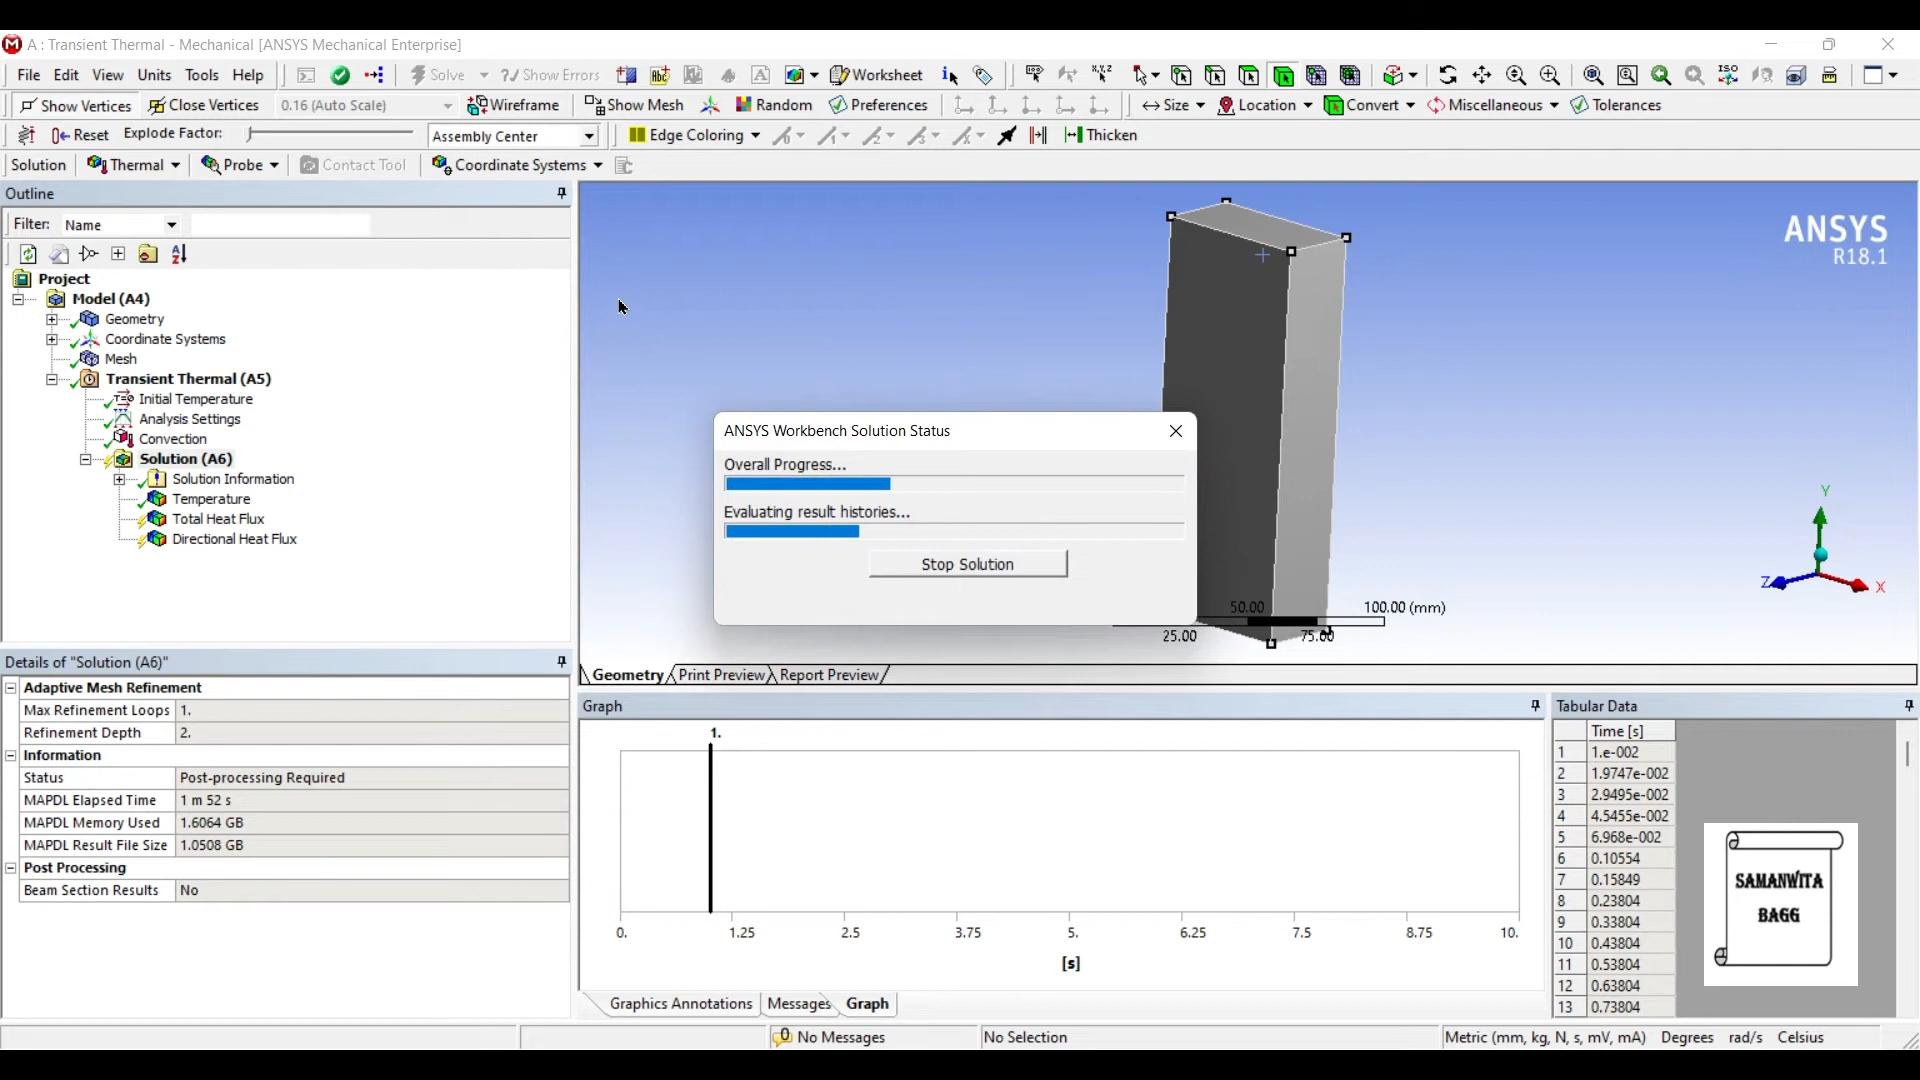 A : Transient Thermal - Mechanical [ANSYS Mechanical Enterprise]
File Edit View Units Tools Help Solve ?/ Show Errors Worksheet
Show Vertices Close Vertices 0.16 (Auto Scale) Wireframe Show Mesh Random Preferences Size Location Convert Miscellaneous Tolerances
Reset Explode Factor: Assembly Center Edge Coloring Thicken
Solution Thermal Probe Contact Tool Coordinate Systems
Outline
Filter: Name
Project
Model (A4)
Geometry
Coordinate Systems
Mesh
Transient Thermal (A5)
Initial Temperature
Analysis Settings
Convection
Solution (A6)
Solution Information
Temperature
Total Heat Flux
Directional Heat Flux
ANSYS
R18.1
ANSYS Workbench Solution Status
Overall Progress...
Evaluating result histories...
Stop Solution
Y
Z
X
50.00 100.00 (mm)
25.00 75.00
Geometry Print Preview Report Preview
Details of "Solution (A6)"
Adaptive Mesh Refinement
Max Refinement Loops 1.
Refinement Depth 2.
Information
Status Post-processing Required
MAPDL Elapsed Time 1 m 52 s
MAPDL Memory Used 1.6064 GB
MAPDL Result File Size 1.0508 GB
Post Processing
Beam Section Results No
Graph
1.
0. 1.25 2.5 3.75 5. 6.25 7.5 8.75 10.
[s]
Graphics Annotations Messages Graph
Tabular Data
Time [s]
1 1.e-002
2 1.9747e-002
3 2.9495e-002
4 4.5455e-002
5 6.968e-002
6 0.10554
7 0.15849
8 0.23804
9 0.33804
10 0.43804
11 0.53804
12 0.63804
13 0.73804
SAMANWITA
BAGG
No Messages No Selection Metric (mm, kg, N, s, mV, mA) Degrees rad/s Celsius